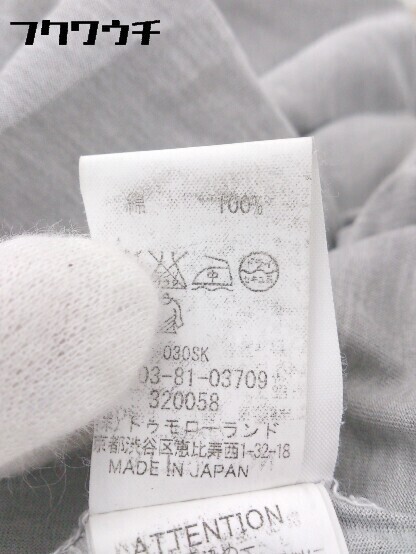 フクワウチ
綿 100%
030SK
03-81-03709
320058
トゥモローランド
京都渋谷区恵比寿西1-32-18
MADE IN JAPAN
ATTENTION